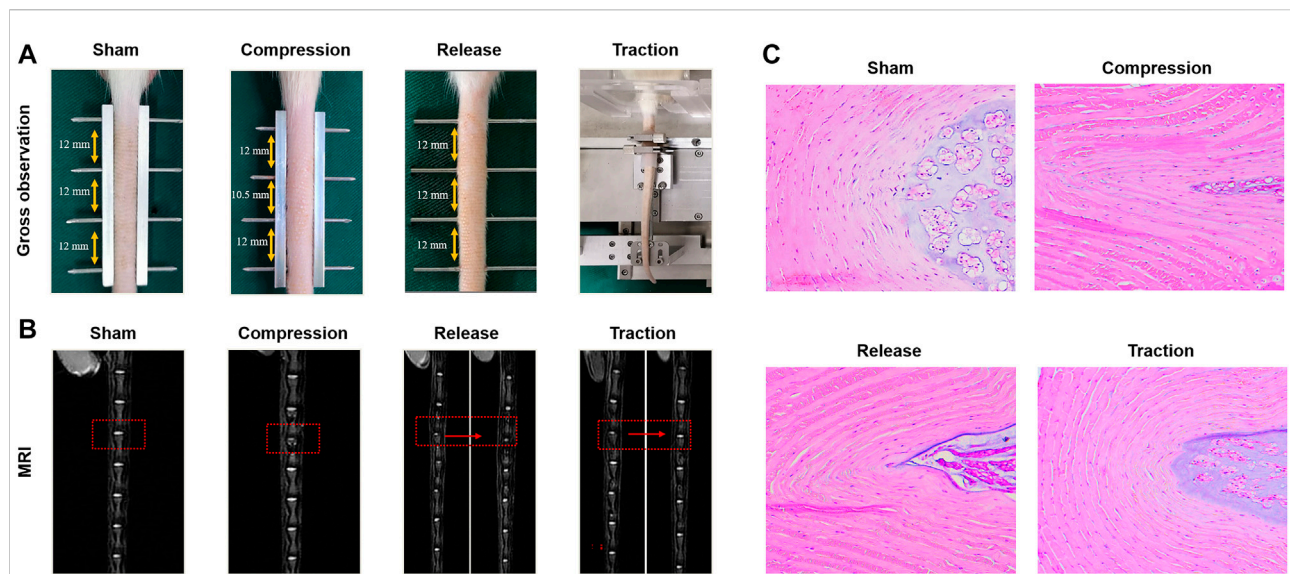 A
Sham
Compression
Release
Traction
Gross observation
12 mm
12 mm
12 mm
12 mm
10.5 mm
12 mm
12 mm
12 mm
12 mm
B
Sham
Compression
Release
Traction
MRI
C
Sham
Compression
Release
Traction